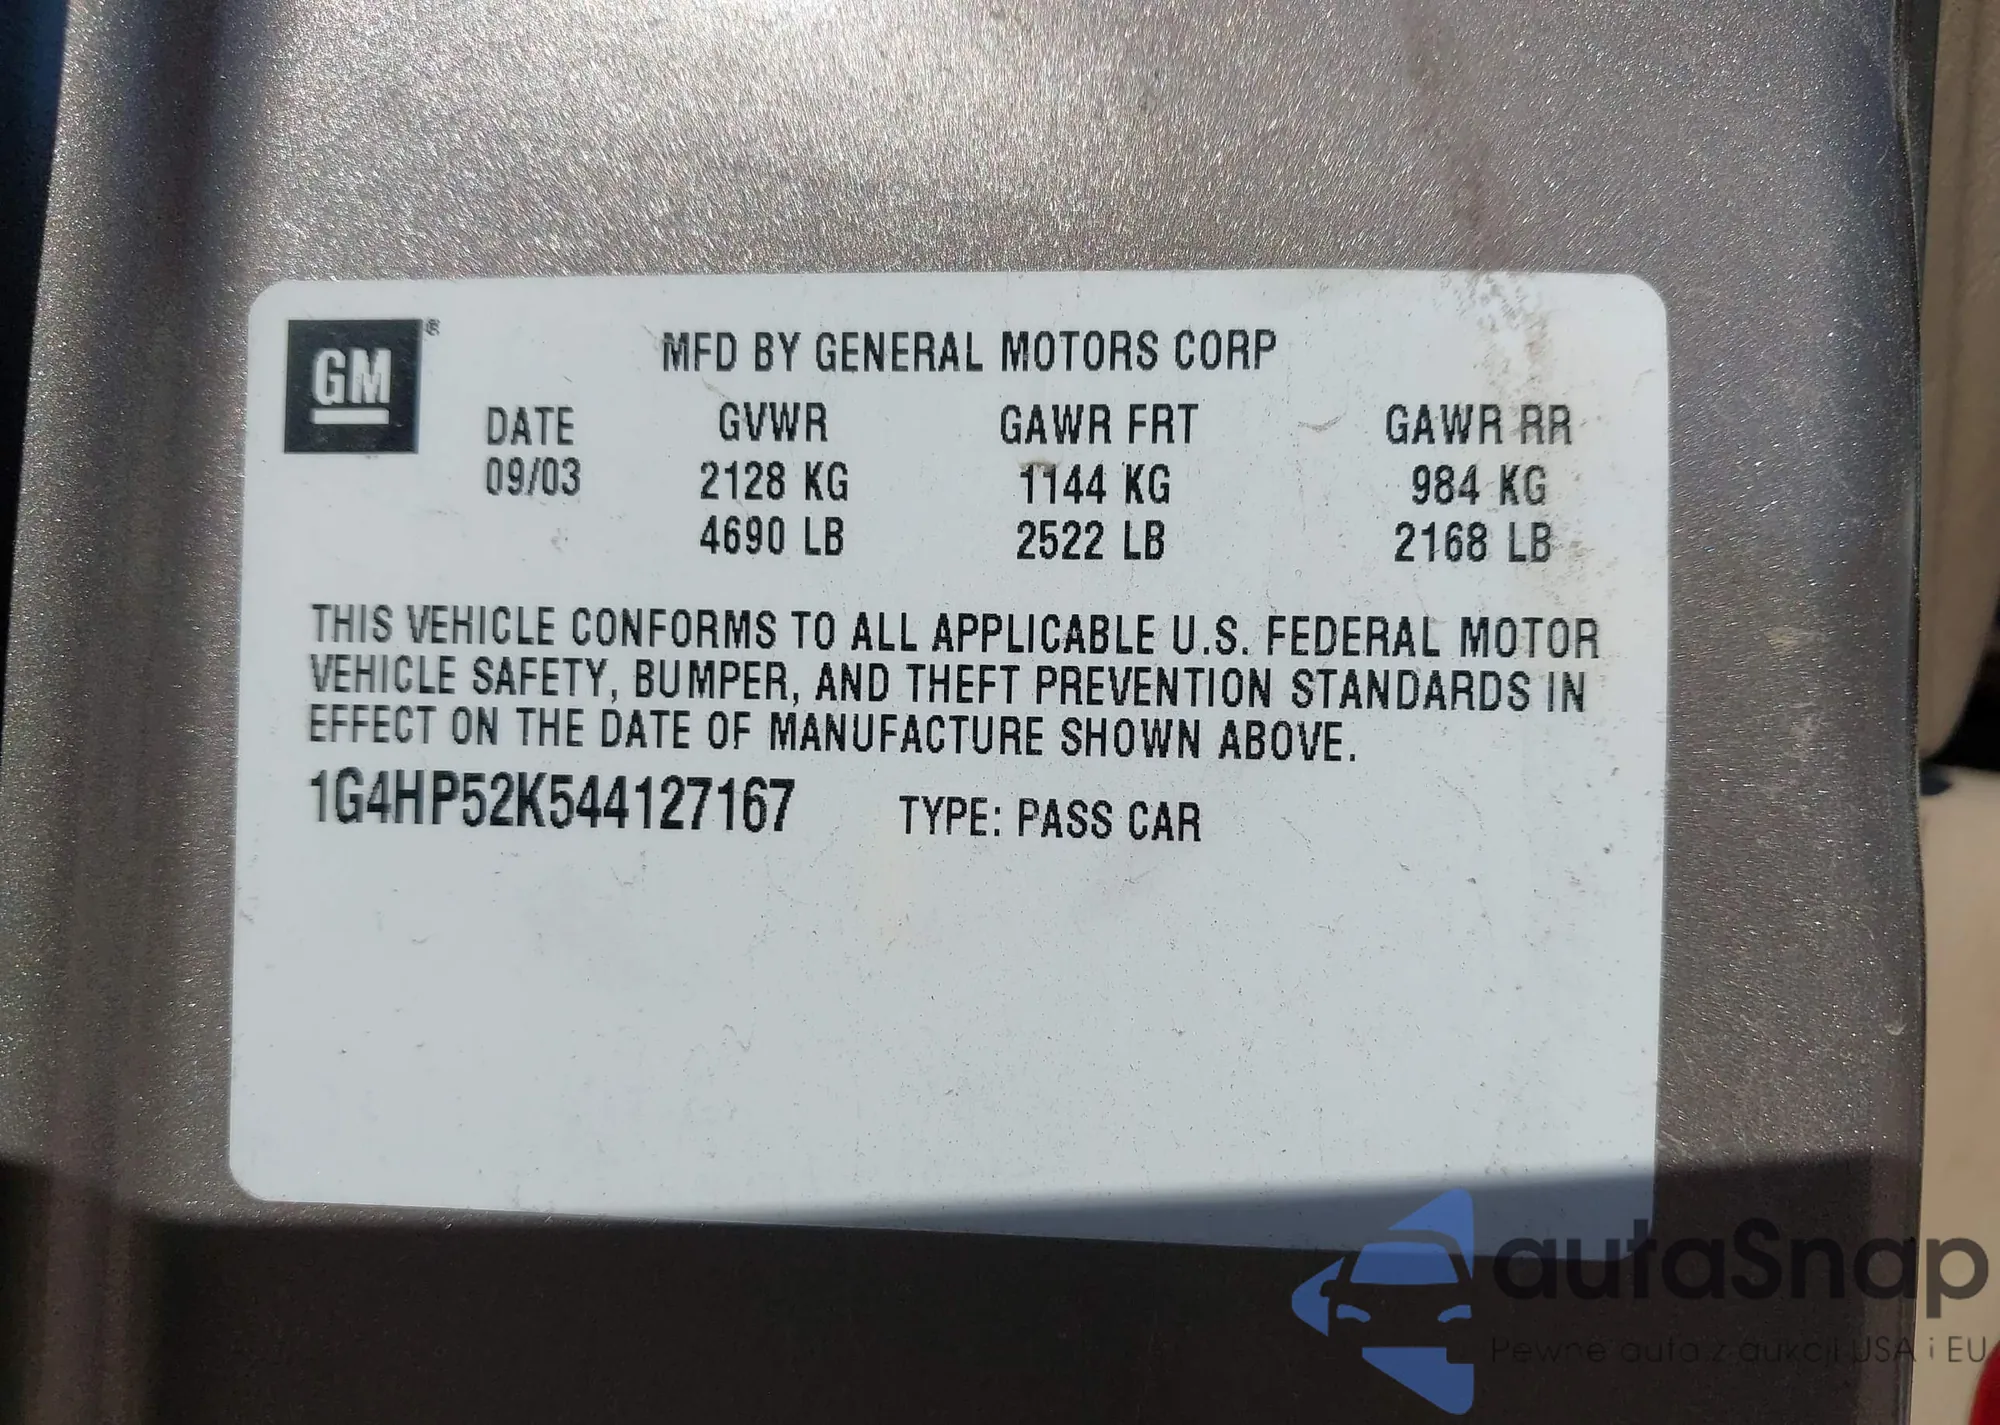 GM®
MFD BY GENERAL MOTORS CORP
DATE GVWR GAWR FRT GAWR RR
09/03 2128 KG 1144 KG 984 KG
4690 LB 2522 LB 2168 LB
THIS VEHICLE CONFORMS TO ALL APPLICABLE U.S. FEDERAL MOTOR
VEHICLE SAFETY, BUMPER, AND THEFT PREVENTION STANDARDS IN
EFFECT ON THE DATE OF MANUFACTURE SHOWN ABOVE.
1G4HP52K544127167 TYPE: PASS CAR
autaSnap
Pewne auta z aukcji USA i EU